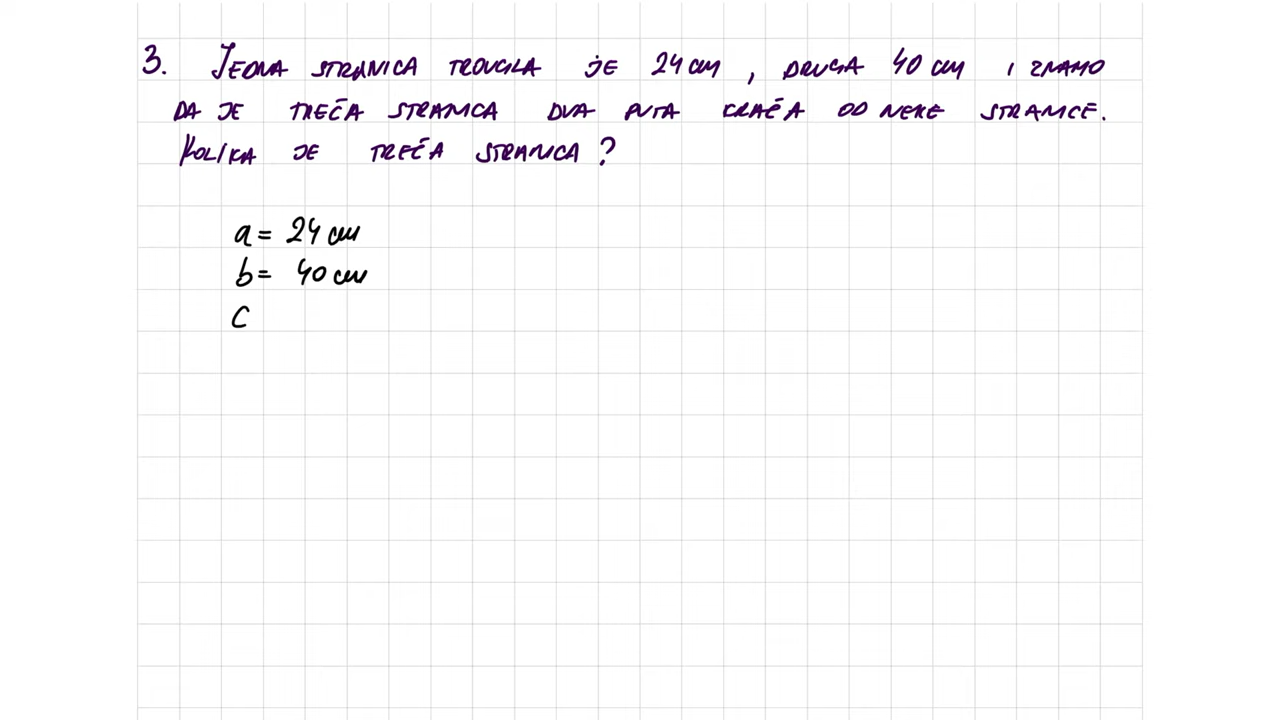 3. JEDNA STRANICA TROUGLA JE 24 cm, DRUGA 40 cm I ZNAMO
DA JE TREĆA STRANICA DVA PUTA KRAĆA OD NEKE STRANICE.
KOLIKA JE TREĆA STRANICA?
a = 24 cm
b = 40 cm
c